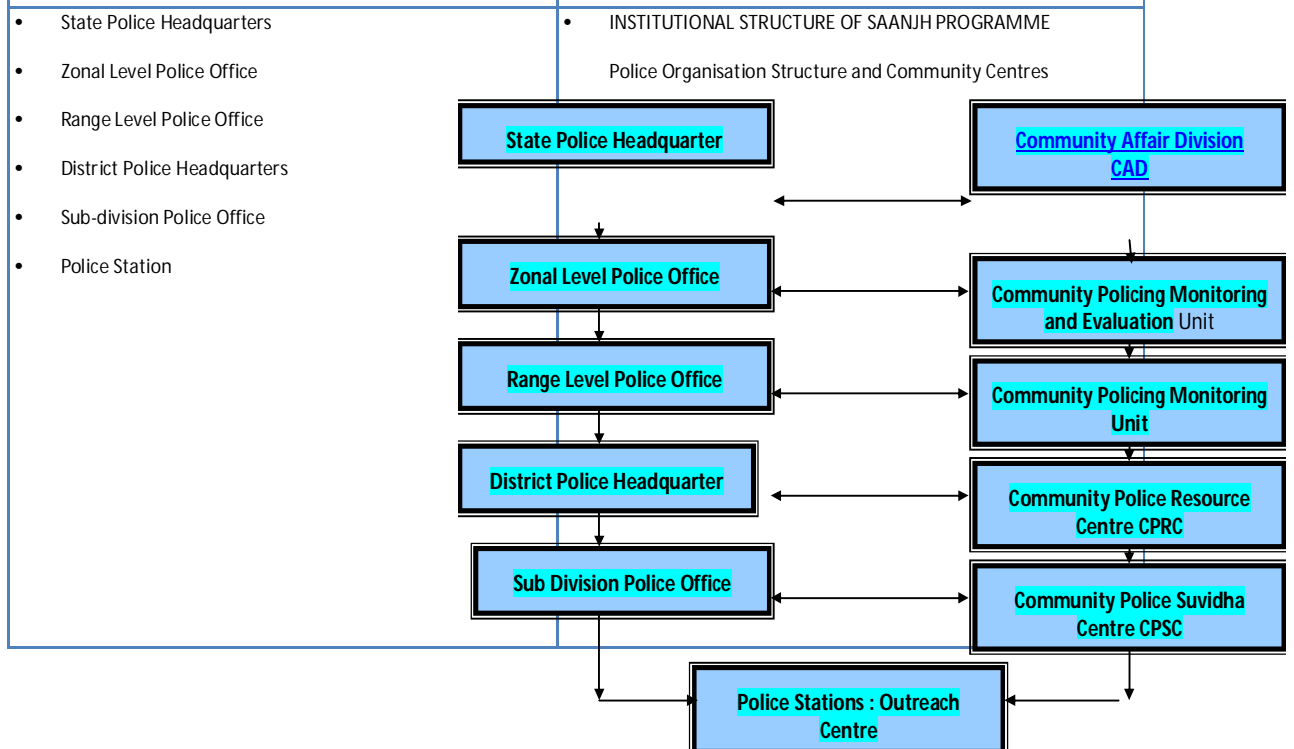 • State Police Headquarters
• Zonal Level Police Office
• Range Level Police Office
• District Police Headquarters
• Sub-division Police Office
• Police Station
• INSTITUTIONAL STRUCTURE OF SAANJH PROGRAMME
Police Organisation Structure and Community Centres
State Police Headquarter
Community Affair Division
CAD
Zonal Level Police Office
Community Policing Monitoring
and Evaluation Unit
Range Level Police Office
Community Policing Monitoring
Unit
District Police Headquarter
Community Police Resource
Centre CPRC
Sub Division Police Office
Community Police Suvidha
Centre CPSC
Police Stations : Outreach
Centre